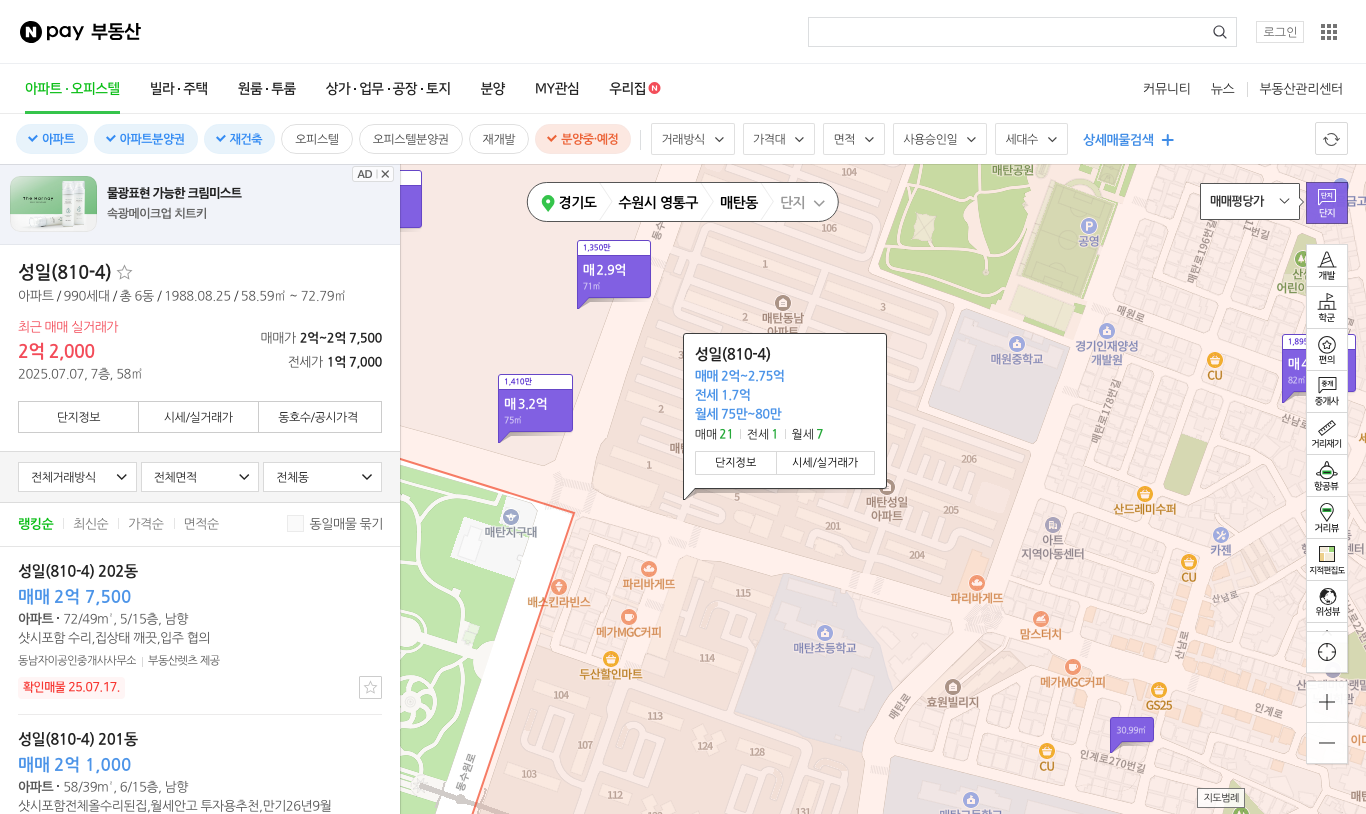 N pay 부동산
로그인
아파트·오피스텔
빌라·주택
원룸·투룸
상가·업무·공장·토지
분양
MY관심
우리집 N
커뮤니티
뉴스
부동산관리센터
아파트
아파트분양권
재건축
오피스텔
오피스텔분양권
재개발
분양중·예정
거래방식
가격대
면적
사용승인일
세대수
상세매물검색
AD
물광표현 가능한 크림미스트
속광메이크업 치트키
성일(810-4)
아파트 / 990세대 / 총 6동 / 1988.08.25 / 58.59㎡ ~ 72.79㎡
최근 매매 실거래가
2억 2,000
2025.07.07, 7층, 58㎡
매매가 2억~2억 7,500
전세가 1억 7,000
단지정보
시세/실거래가
동호수/공시가격
전체거래방식
전체면적
전체동
랭킹순
최신순
가격순
면적순
동일매물 묶기
성일(810-4) 202동
매매 2억 7,500
아파트 · 72/49㎡, 5/15층, 남향
샷시포함 수리,집상태 깨끗,입주 협의
동남자이공인중개사사무소
부동산렛츠 제공
확인매물 25.07.17.
성일(810-4) 201동
매매 2억 1,000
아파트 · 58/39㎡, 6/15층, 남향
샷시포함전체올수리된집,월세안고 투자용추천,만기26년9월
경기도
수원시 영통구
매탄동
단지
매매평당가
단지
단지
1,350만
매2.9억
71㎡
1,410만
매3.2억
75㎡
성일(810-4)
매매 2억~2.75억
전세 1.7억
월세 75만~80만
매매 21
전세 1
월세 7
단지정보
시세/실거래가
30.99㎡
매탄공원
104
106
공영
1
2
3
매탄동남
아파트
매원중학교
경기인재양성
개발원
매원로
매탄로196번길
매탄로178번길
CU
206
5
매탄성일
아파트
201
205
204
산드레미수퍼
아트
지역아동센터
카젠
CU
매탄지구대
파리바게뜨
배스킨라빈스
메가MGC커피
두산할인마트
115
114
104
113
107
103
124
128
112
131
매탄초등학교
파리바게뜨
맘스터치
메가MGC커피
효원빌리지
매탄로
GS25
CU
산남로
산남로
인계로
인계로270번길
동수원로
개발
학군
편의
중개
중개사
거리재기
항공뷰
거리뷰
지적편집도
위성뷰
지도범례